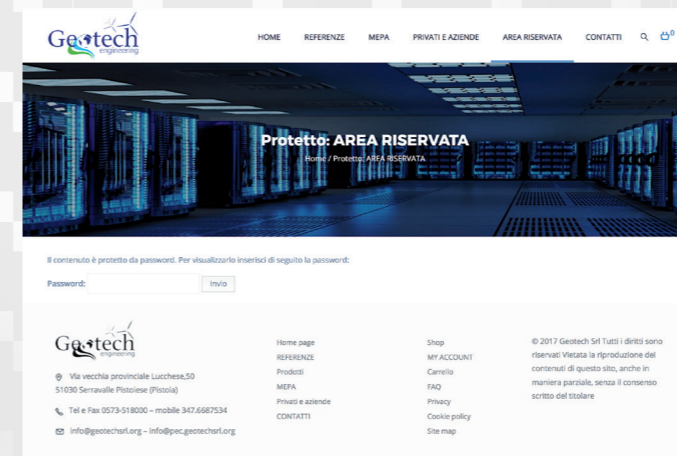 Geotech
engineering
HOME REFERENZE MEPA PRIVATI E AZIENDE AREA RISERVATA CONTATTI 0
Protetto: AREA RISERVATA
Home / Protetto: AREA RISERVATA
Il contenuto è protetto da password. Per visualizzarlo inserisci di seguito la password:
Password: Invio
Geotech
engineering
Via vecchia provinciale Lucchese,50
51030 Serravalle Pistoiese (Pistoia)
Tel e Fax 0573-518000 – mobile 347.6687534
info@geotechsrl.org – info@pec.geotechsrl.org
Home page
REFERENZE
Prodotti
MEPA
Privati e aziende
CONTATTI
Shop
MY ACCOUNT
Carrello
FAQ
Privacy
Cookie policy
Site map
© 2017 Geotech Srl Tutti i diritti sono
riservati Vietata la riproduzione dei
contenuti di questo sito, anche in
maniera parziale, senza il consenso
scritto del titolare